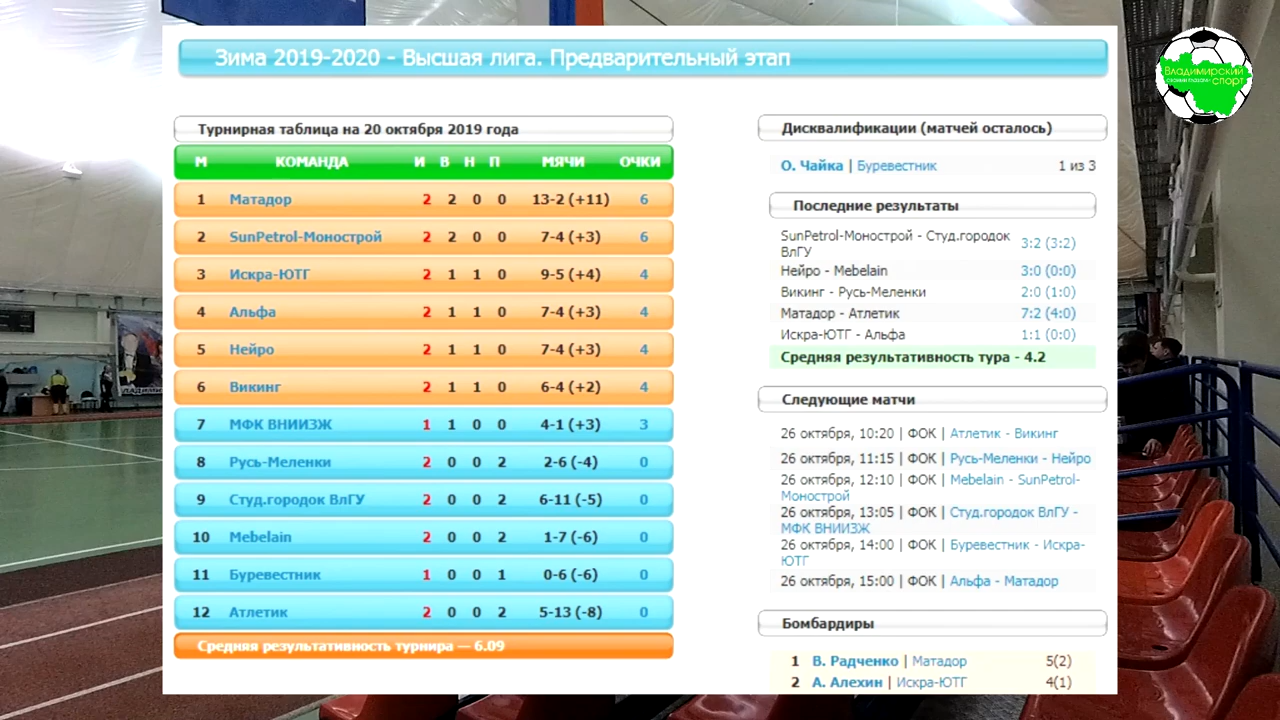 Зима 2019-2020 - Высшая лига. Предварительный этап
Турнирная таблица на 20 октября 2019 года
М КОМАНДА И В Н П МЯЧИ ОЧКИ
1 Матадор 2 2 0 0 13-2 (+11) 6
2 SunPetrol-Монострой 2 2 0 0 7-4 (+3) 6
3 Искра-ЮТГ 2 1 1 0 9-5 (+4) 4
4 Альфа 2 1 1 0 7-4 (+3) 4
5 Нейро 2 1 1 0 7-4 (+3) 4
6 Викинг 2 1 1 0 6-4 (+2) 4
7 МФК ВНИИЗЖ 1 1 0 0 4-1 (+3) 3
8 Русь-Меленки 2 0 0 2 2-6 (-4) 0
9 Студ.городок ВлГУ 2 0 0 2 6-11 (-5) 0
10 Mebelain 2 0 0 2 1-7 (-6) 0
11 Буревестник 1 0 0 1 0-6 (-6) 0
12 Атлетик 2 0 0 2 5-13 (-8) 0
Средняя результативность турнира — 6.09
Дисквалификации (матчей осталось)
О. Чайка | Буревестник 1 из 3
Последние результаты
SunPetrol-Монострой - Студ.городок
ВлГУ 3:2 (3:2)
Нейро - Mebelain 3:0 (0:0)
Викинг - Русь-Меленки 2:0 (1:0)
Матадор - Атлетик 7:2 (4:0)
Искра-ЮТГ - Альфа 1:1 (0:0)
Средняя результативность тура - 4.2
Следующие матчи
26 октября, 10:20 | ФОК | Атлетик - Викинг
26 октября, 11:15 | ФОК | Русь-Меленки - Нейро
26 октября, 12:10 | ФОК | Mebelain - SunPetrol-
Монострой
26 октября, 13:05 | ФОК | Студ.городок ВлГУ -
МФК ВНИИЗЖ
26 октября, 14:00 | ФОК | Буревестник - Искра-
ЮТГ
26 октября, 15:00 | ФОК | Альфа - Матадор
Бомбардиры
1 В. Радченко | Матадор 5(2)
2 А. Алехин | Искра-ЮТГ 4(1)
Владимирский
своими глазами
спорт